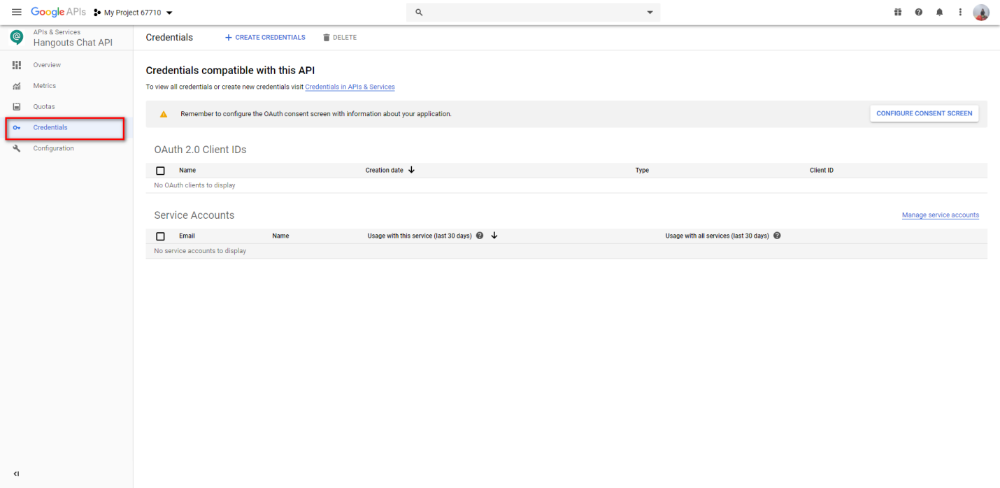 Google APIs
My Project 67710
APIs & Services
Hangouts Chat API
Overview
Metrics
Quotas
Credentials
Configuration
Credentials
CREATE CREDENTIALS
DELETE
Credentials compatible with this API
To view all credentials or create new credentials visit Credentials in APIs & Services
Remember to configure the OAuth consent screen with information about your application.
CONFIGURE CONSENT SCREEN
OAuth 2.0 Client IDs
Name Creation date Type Client ID
No OAuth clients to display
Service Accounts
Manage service accounts
Email Name Usage with this service (last 30 days) Usage with all services (last 30 days)
No service accounts to display